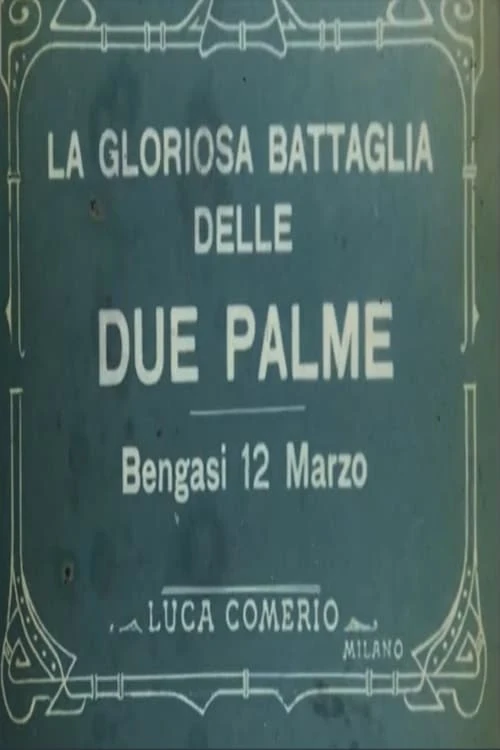 LA GLORIOSA BATTAGLIA
DELLE
DUE PALME
Bengasi 12 Marzo
LUCA COMERIO
MILANO